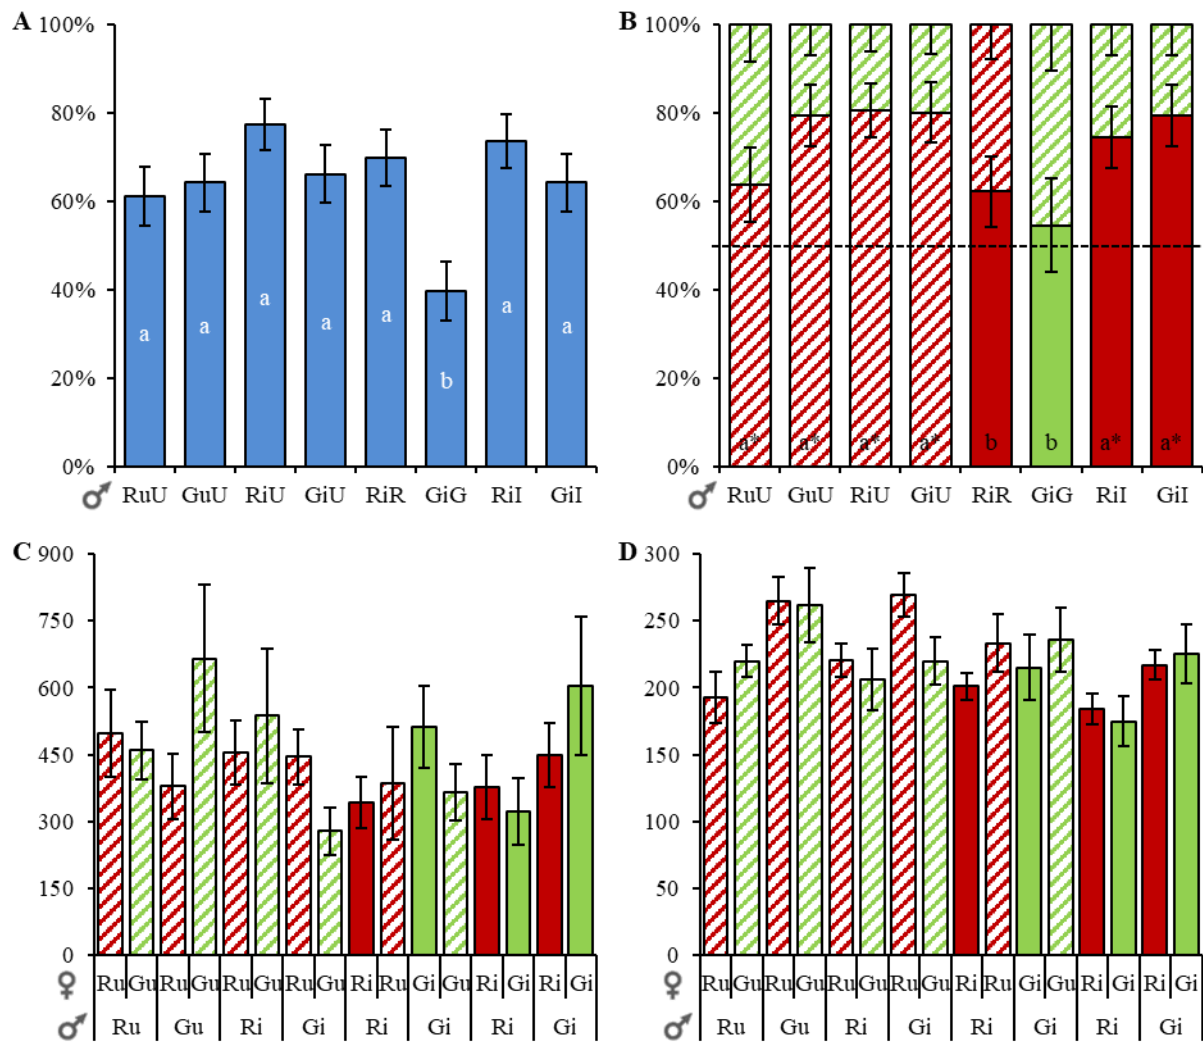 A 100%
80%
60%
40%
20%
0%
a a a a a b a a
♂ RuU GuU RiU GiU RiR GiG RiI GiI
B 100%
80%
60%
40%
20%
0%
a* a* a* a* b b a* a*
♂ RuU GuU RiU GiU RiR GiG RiI GiI
C 900
750
600
450
300
150
0
♀ Ru Gu Ru Gu Ru Gu Ru Gu Ri Ru Gi Gu Ri Gi Ri Gi
♂ Ru Gu Ri Gi Ri Gi Ri Gi
D 300
250
200
150
100
50
0
♀ Ru Gu Ru Gu Ru Gu Ru Gu Ri Ru Gi Gu Ri Gi Ri Gi
♂ Ru Gu Ri Gi Ri Gi Ri Gi